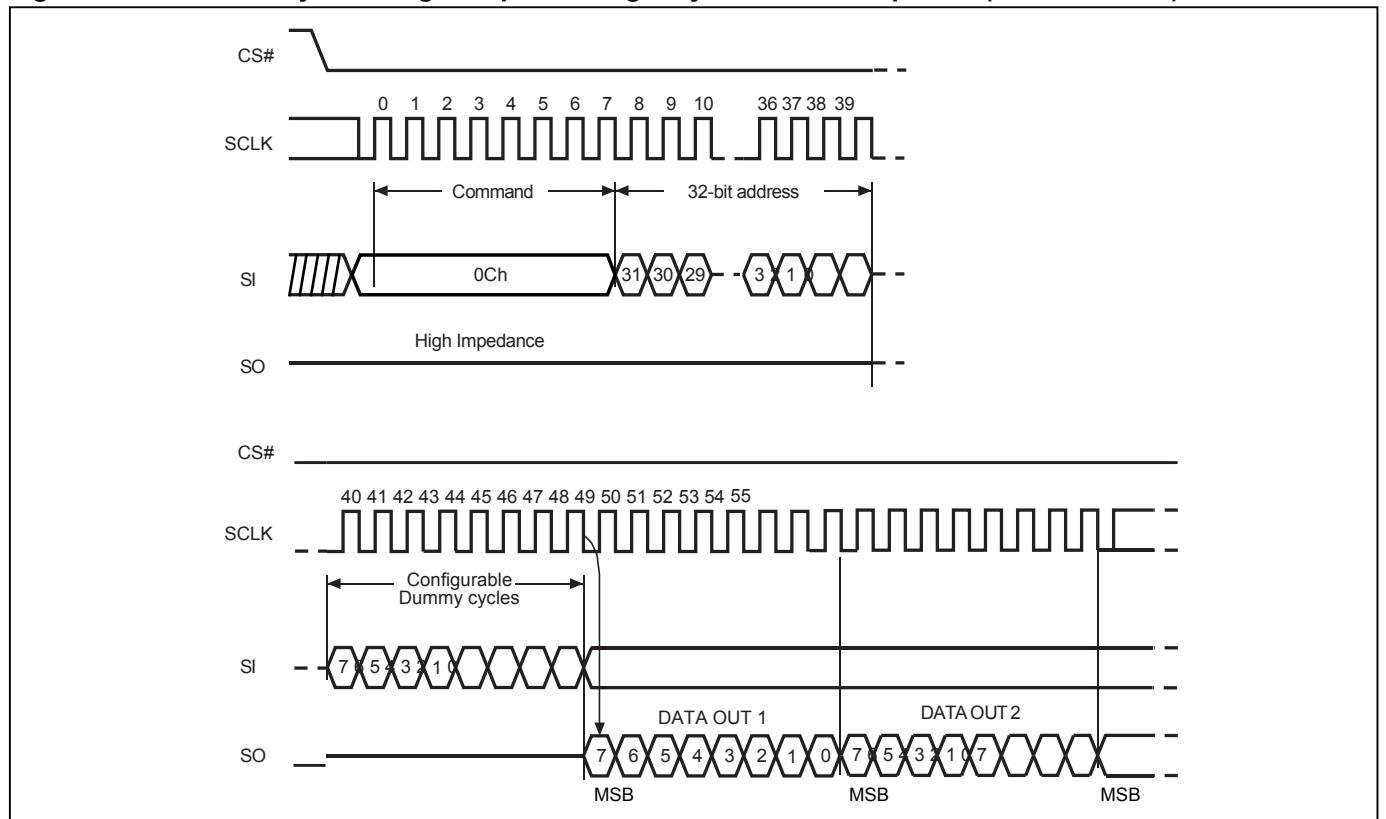 CS#
0 1 2 3 4 5 6 7 8 9 10 36 37 38 39
SCLK
Command 32-bit address
SI 0Ch 31 30 29 3 2 1 0
High Impedance
SO
CS#
40 41 42 43 44 45 46 47 48 49 50 51 52 53 54 55
SCLK
Configurable
Dummy cycles
SI 7 6 5 4 3 2 1 0
DATA OUT 1 DATA OUT 2
SO 7 6 5 4 3 2 1 0 7 6 5 4 3 2 1 0 7
MSB MSB MSB